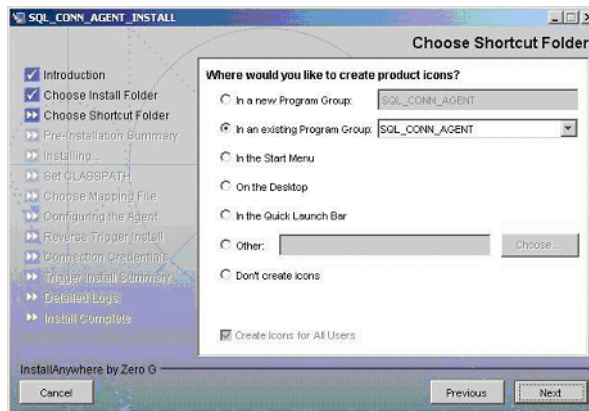 SQL_CONN_AGENT_INSTALL
Choose Shortcut Folder
Introduction
Choose Install Folder
Choose Shortcut Folder
Pre-Installation Summary
Installing...
Set CLASSPATH
Choose Mapping File
Configuring the Agent
Reverse Trigger Install
Connection Credentials
Trigger Install Summary
Detailed Logs
Install Complete
Where would you like to create product icons?
In a new Program Group: SQL_CONN_AGENT
In an existing Program Group: SQL_CONN_AGENT
In the Start Menu
On the Desktop
In the Quick Launch Bar
Other: Choose...
Don't create icons
Create Icons for All Users
InstallAnywhere by Zero G
Cancel Previous Next